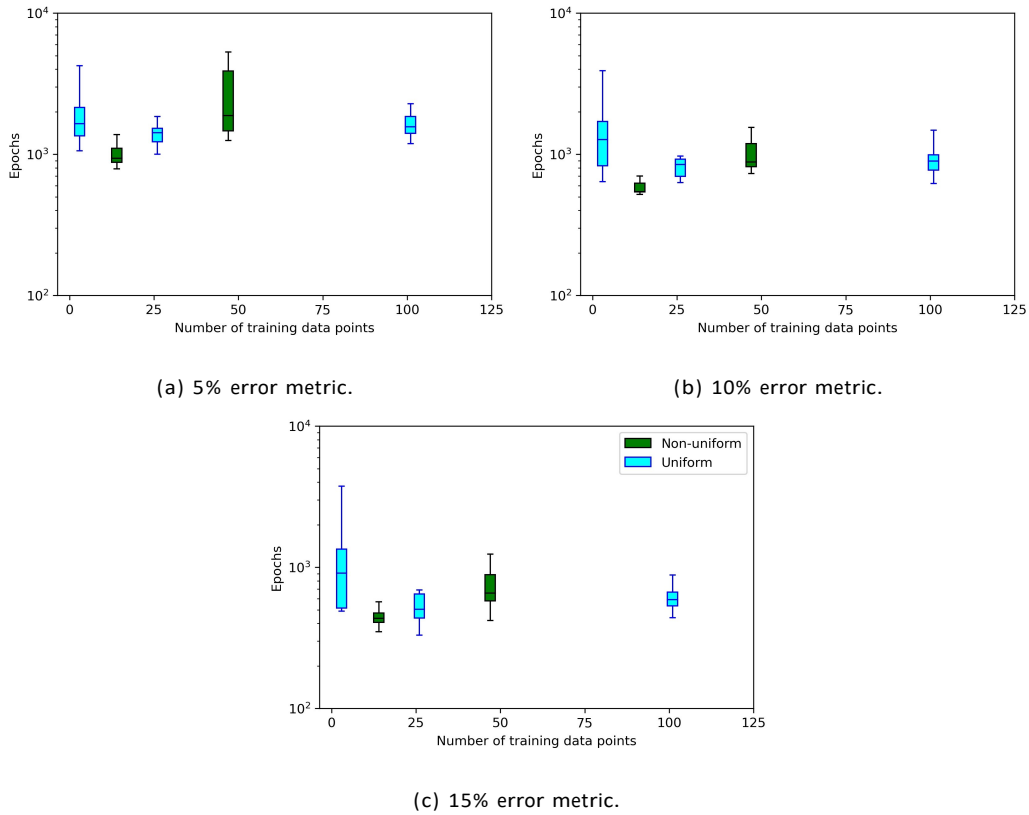 10^4
10^3
10^2
Epochs
0 25 50 75 100 125
Number of training data points
(a) 5% error metric.
10^4
10^3
10^2
Epochs
0 25 50 75 100 125
Number of training data points
(b) 10% error metric.
10^4
10^3
10^2
Epochs
Non-uniform
Uniform
0 25 50 75 100 125
Number of training data points
(c) 15% error metric.